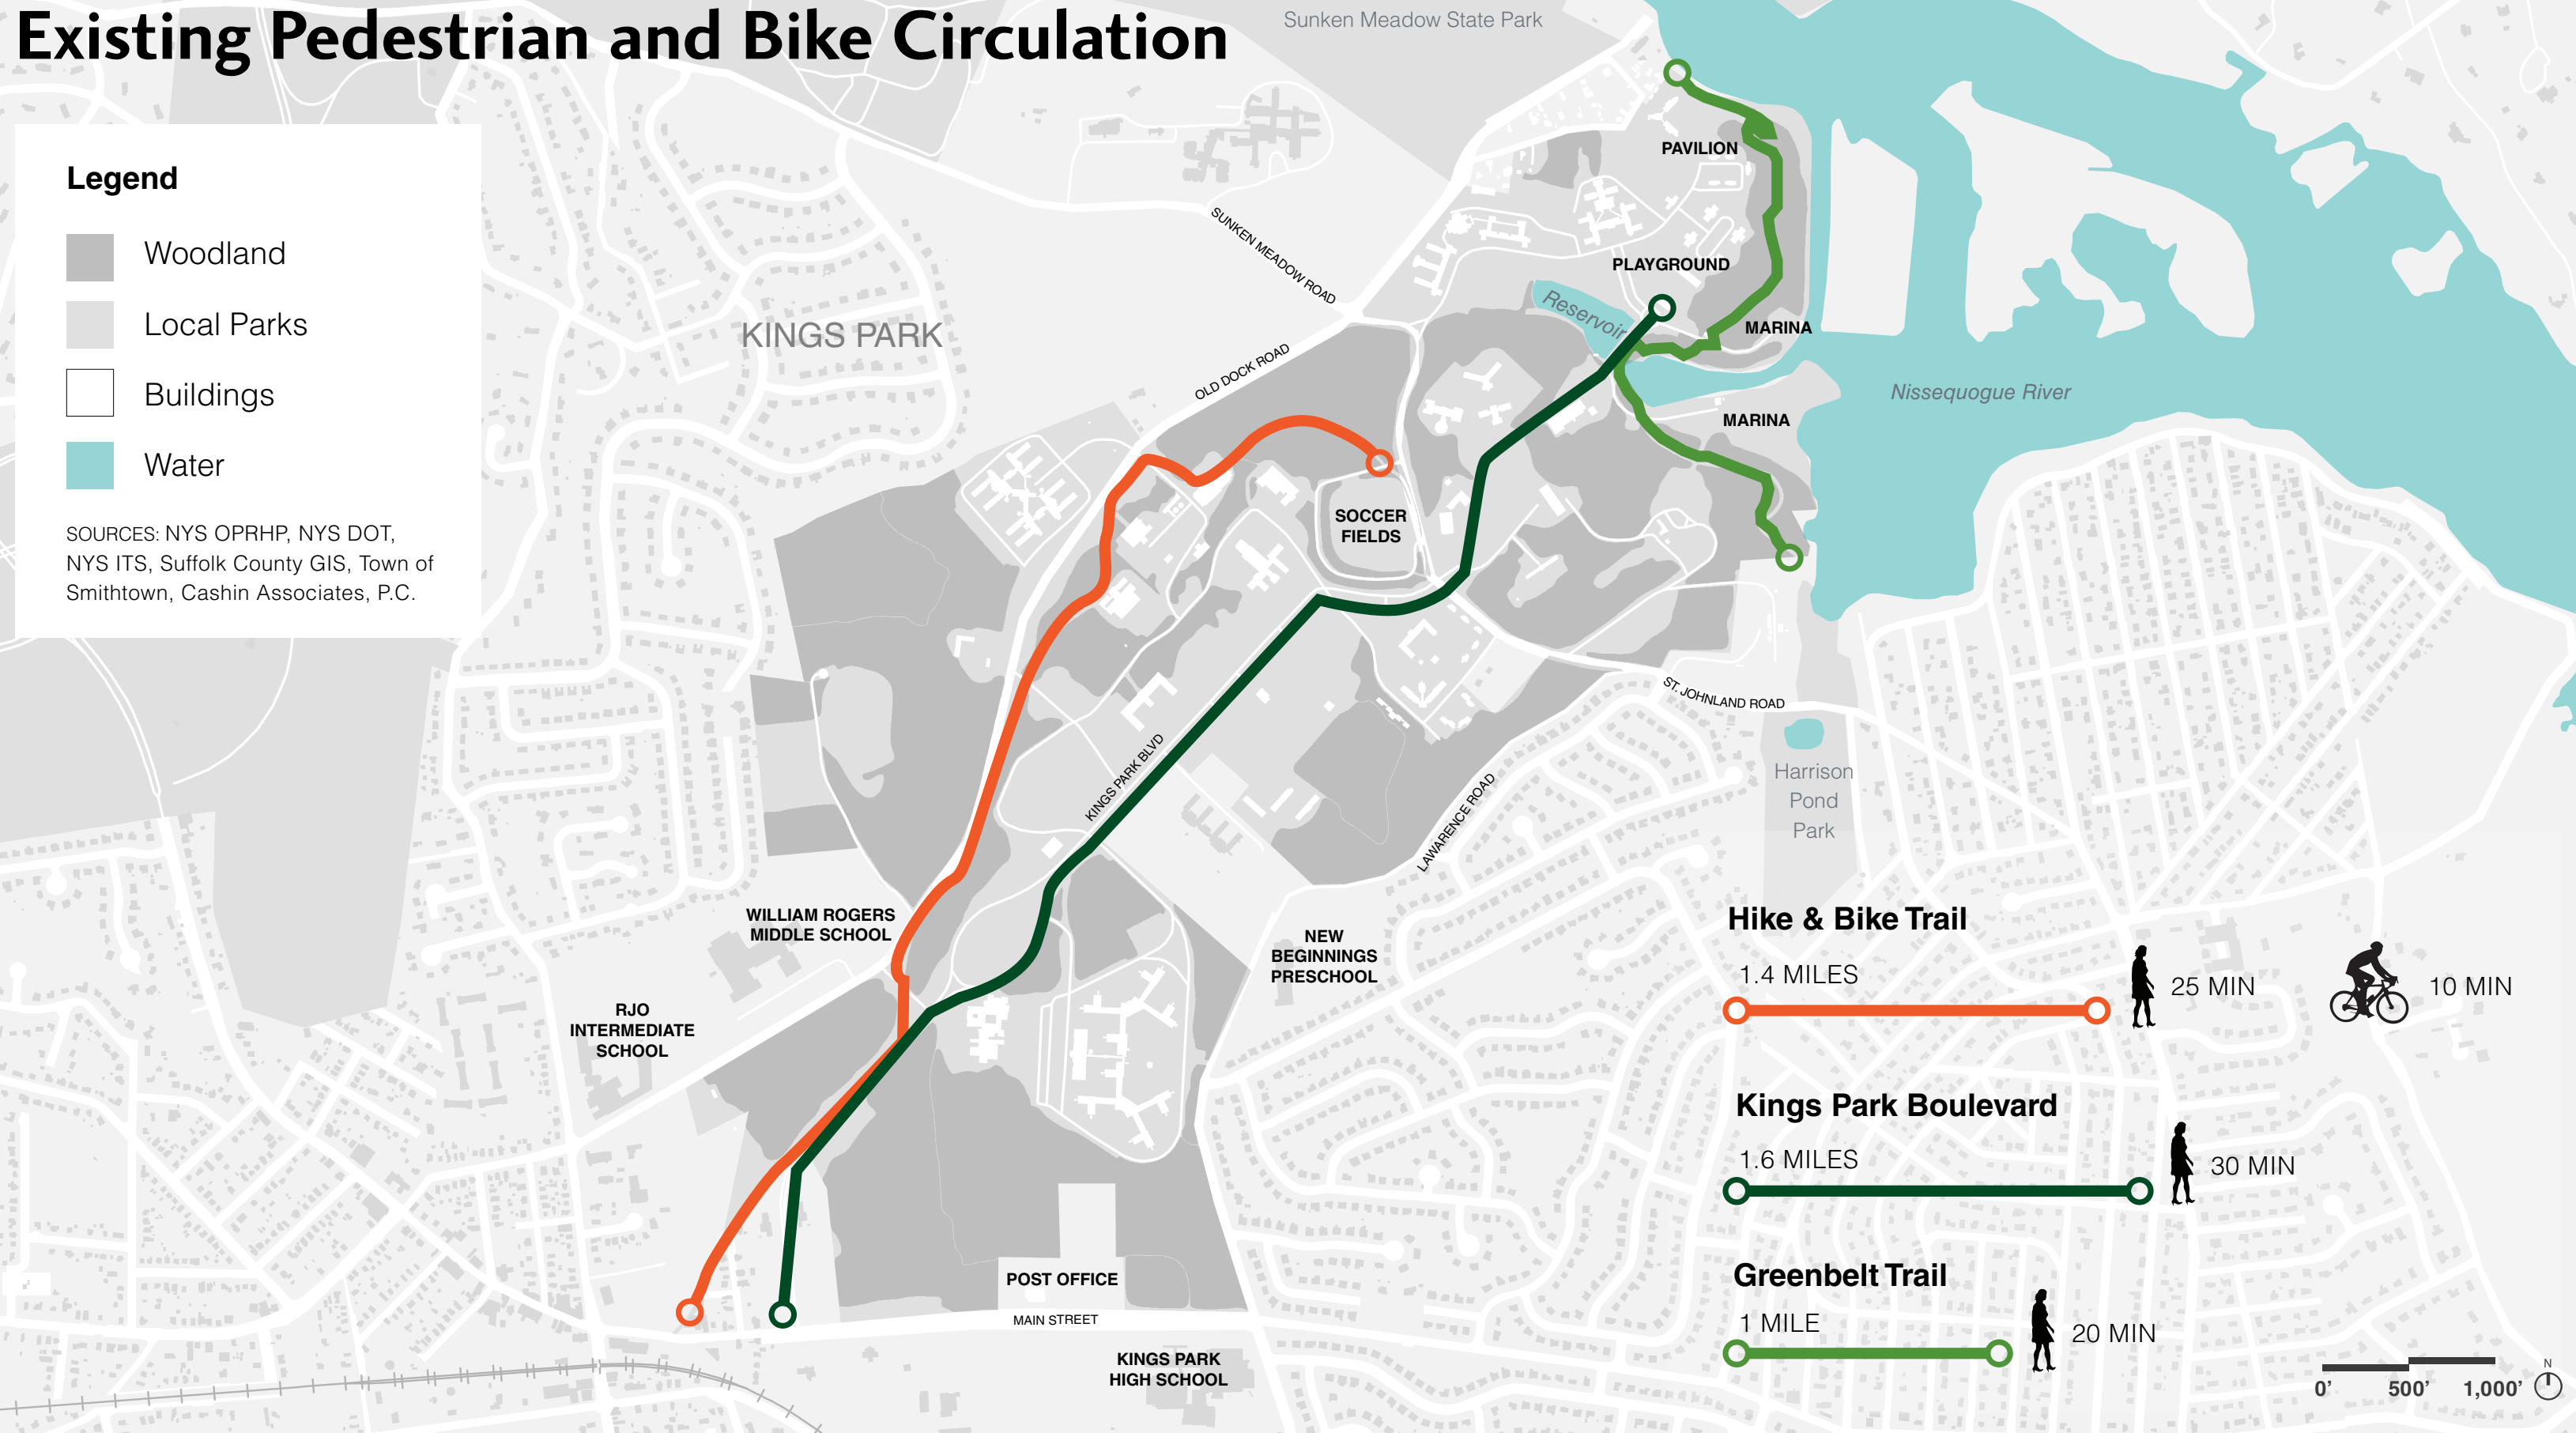 Existing Pedestrian and Bike Circulation
Sunken Meadow State Park
Legend
Woodland
Local Parks
Buildings
Water
SOURCES: NYS OPRHP, NYS DOT,
NYS ITS, Suffolk County GIS, Town of
Smithtown, Cashin Associates, P.C.
PAVILION
SUNKEN MEADOW ROAD
PLAYGROUND
Reservoir
MARINA
KINGS PARK
OLD DOCK ROAD
Nissequogue River
MARINA
SOCCER
FIELDS
ST. JOHNLAND ROAD
KINGS PARK BLVD
LAWARENCE ROAD
Harrison
Pond
Park
WILLIAM ROGERS
MIDDLE SCHOOL
NEW
BEGINNINGS
PRESCHOOL
RJO
INTERMEDIATE
SCHOOL
POST OFFICE
MAIN STREET
KINGS PARK
HIGH SCHOOL
Hike & Bike Trail
1.4 MILES
25 MIN
10 MIN
Kings Park Boulevard
1.6 MILES
30 MIN
Greenbelt Trail
1 MILE
20 MIN
0' 500' 1,000'
N